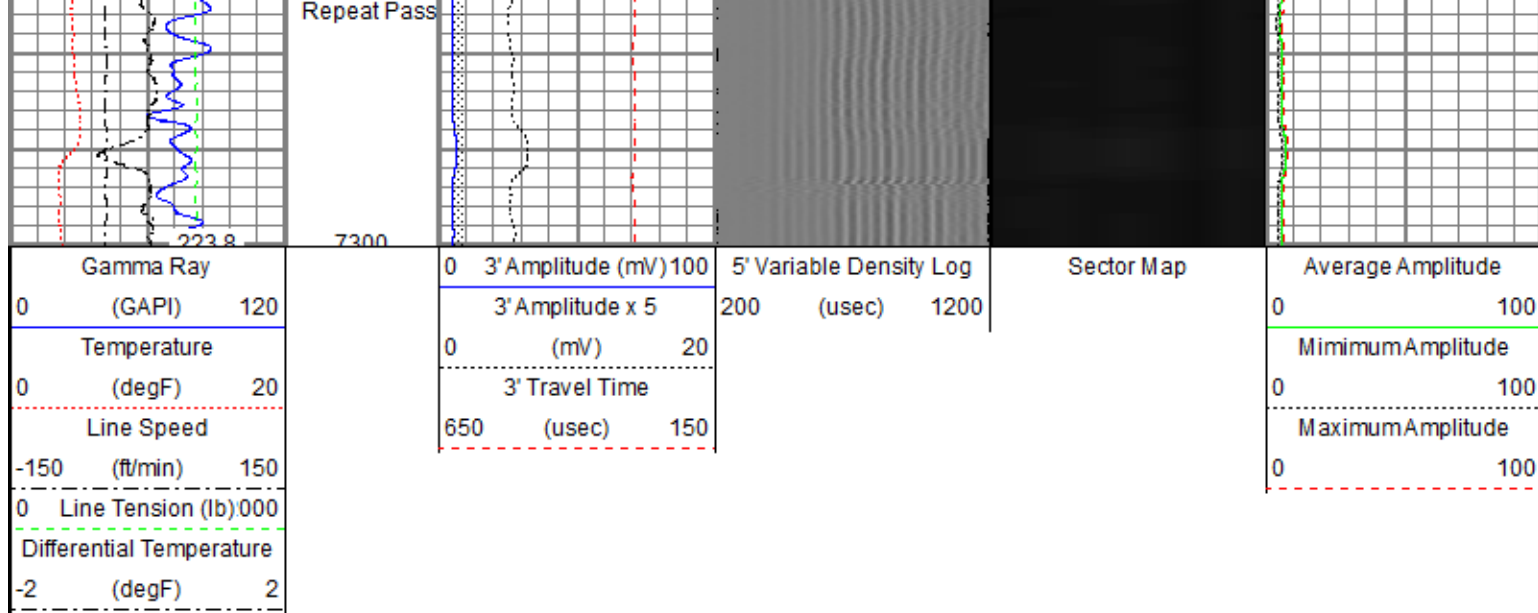 Repeat Pass
223.8
7300
Gamma Ray
0 (GAPI) 120
Temperature
0 (degF) 20
Line Speed
-150 (ft/min) 150
0 Line Tension (lb) 000
Differential Temperature
-2 (degF) 2
0 3' Amplitude (mV) 100
3' Amplitude x 5
0 (mV) 20
3' Travel Time
650 (usec) 150
5' Variable Density Log
200 (usec) 1200
Sector Map
Average Amplitude
0 100
Mimimum Amplitude
0 100
Maximum Amplitude
0 100